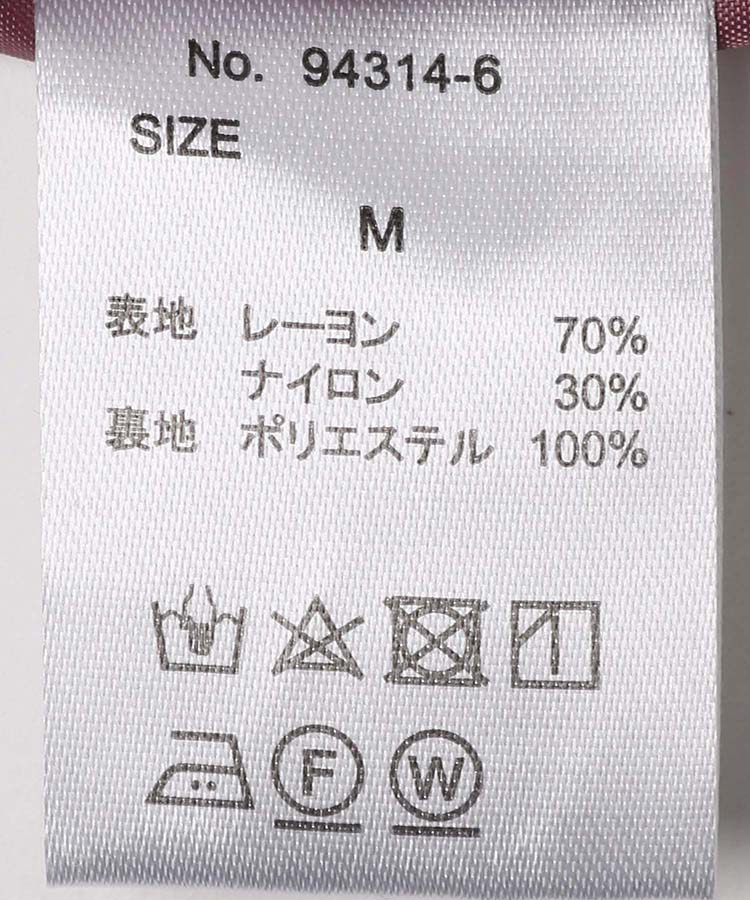 No. 94314-6
SIZE
M
表地 レーヨン 70%
ナイロン 30%
裏地 ポリエステル 100%
F W